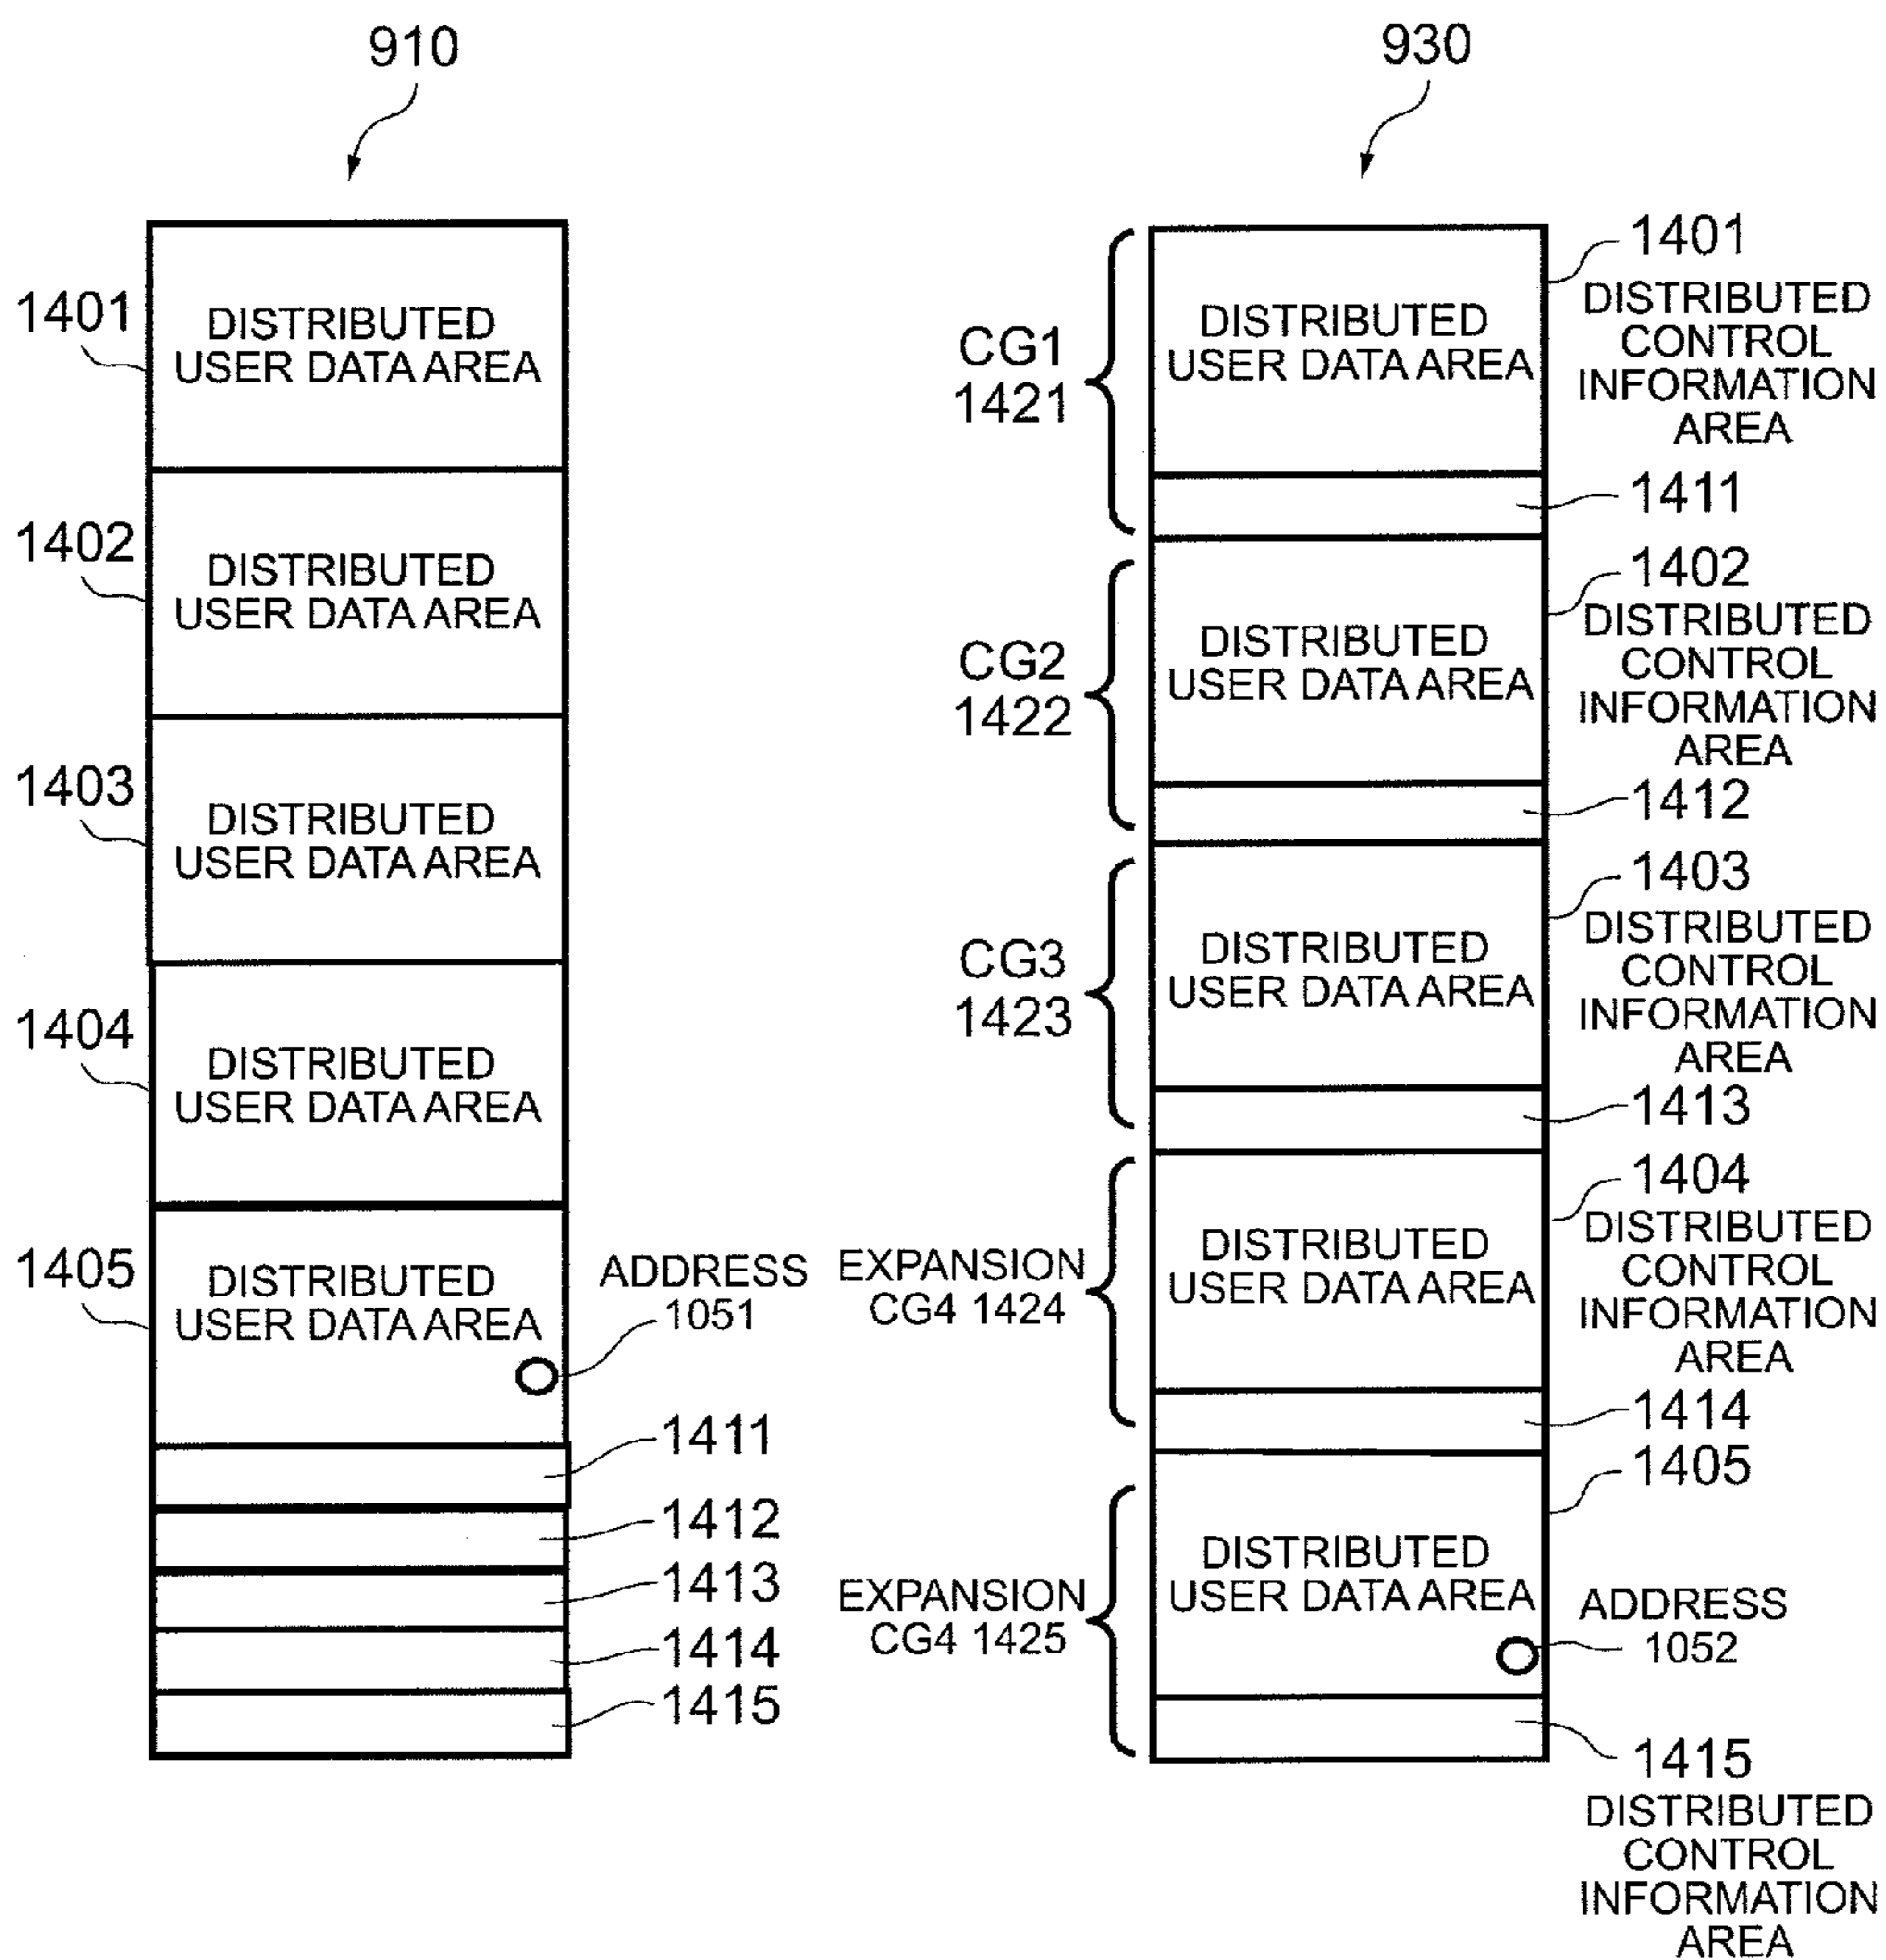 910
1401
DISTRIBUTED
USER DATA AREA
1402
DISTRIBUTED
USER DATA AREA
1403
DISTRIBUTED
USER DATA AREA
1404
DISTRIBUTED
USER DATA AREA
1405
DISTRIBUTED
USER DATA AREA
ADDRESS
1051
1411
1412
1413
1414
1415
930
CG1
1421
DISTRIBUTED
USER DATA AREA
1401
DISTRIBUTED
CONTROL
INFORMATION
AREA
1411
CG2
1422
DISTRIBUTED
USER DATA AREA
1402
DISTRIBUTED
CONTROL
INFORMATION
AREA
1412
CG3
1423
DISTRIBUTED
USER DATA AREA
1403
DISTRIBUTED
CONTROL
INFORMATION
AREA
1413
EXPANSION
CG4 1424
DISTRIBUTED
USER DATA AREA
1404
DISTRIBUTED
CONTROL
INFORMATION
AREA
1414
EXPANSION
CG4 1425
DISTRIBUTED
USER DATA AREA
1405
ADDRESS
1052
1415
DISTRIBUTED
CONTROL
INFORMATION
AREA